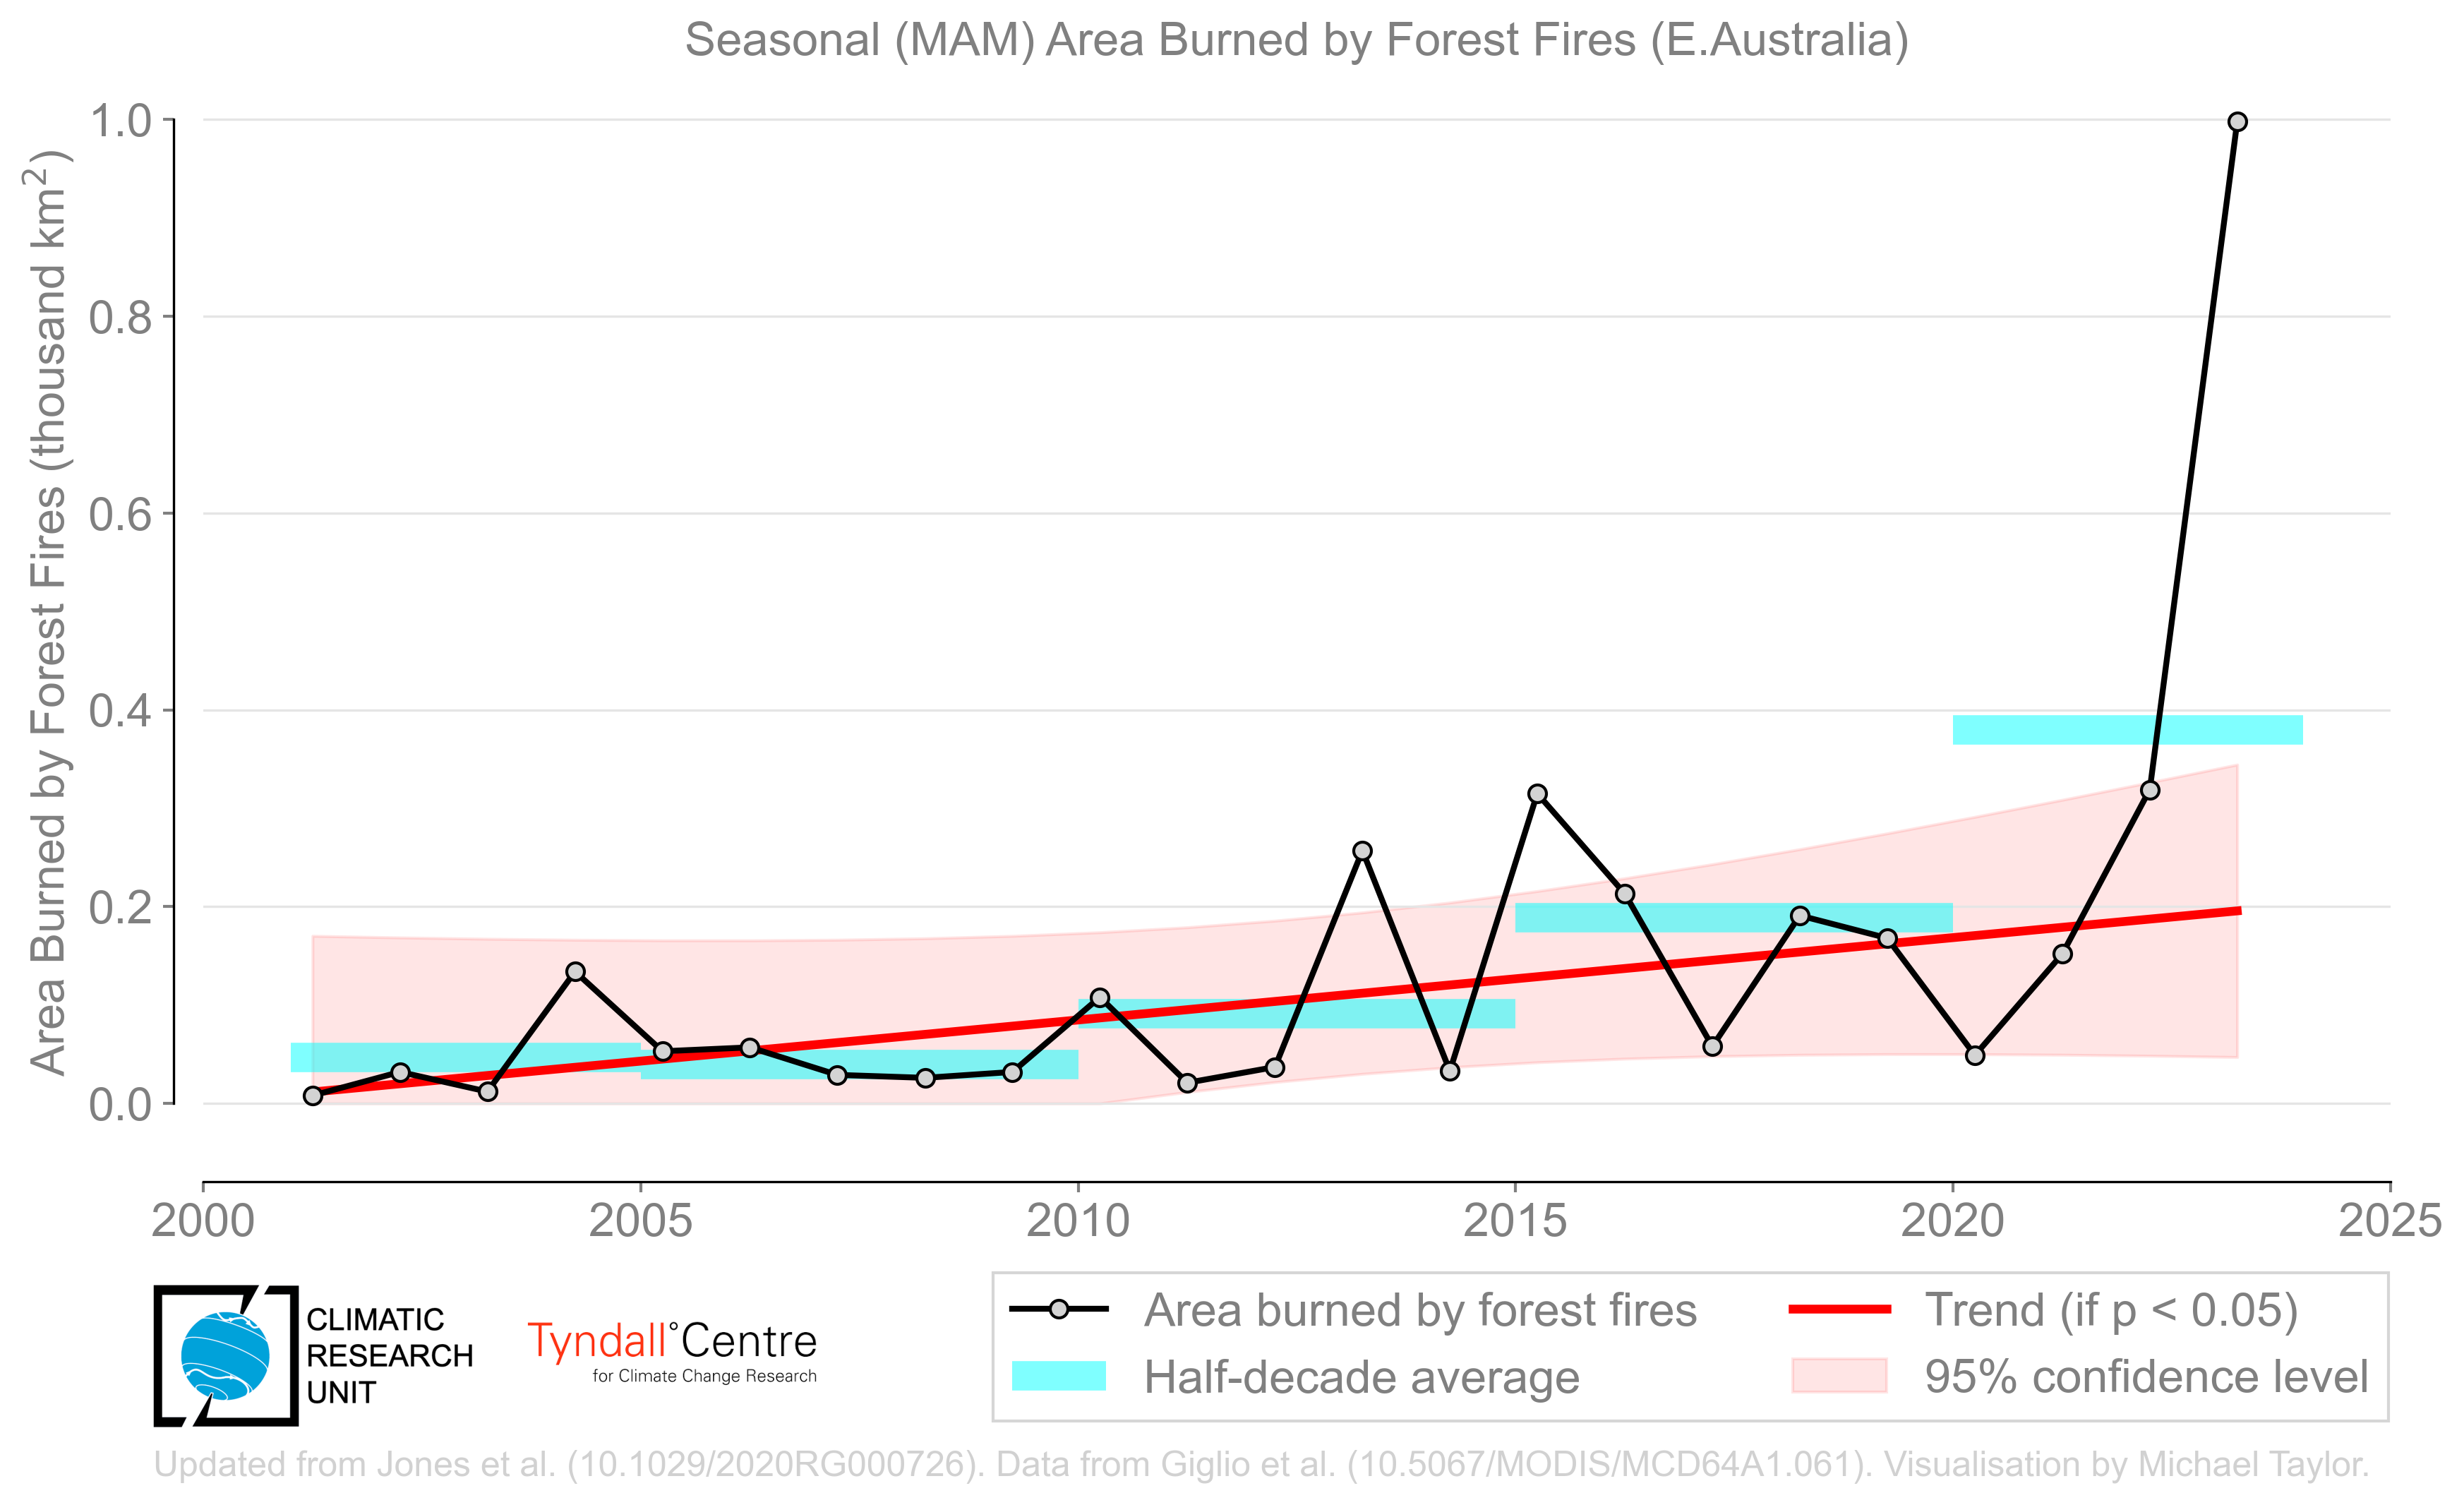 Seasonal (MAM) Area Burned by Forest Fires (E.Australia)
Area Burned by Forest Fires (thousand km²)
1.0
0.8
0.6
0.4
0.2
0.0
2000 2005 2010 2015 2020 2025
CLIMATIC
RESEARCH
UNIT
Tyndall°Centre
for Climate Change Research
Area burned by forest fires
Half-decade average
Trend (if p < 0.05)
95% confidence level
Updated from Jones et al. (10.1029/2020RG000726). Data from Giglio et al. (10.5067/MODIS/MCD64A1.061). Visualisation by Michael Taylor.